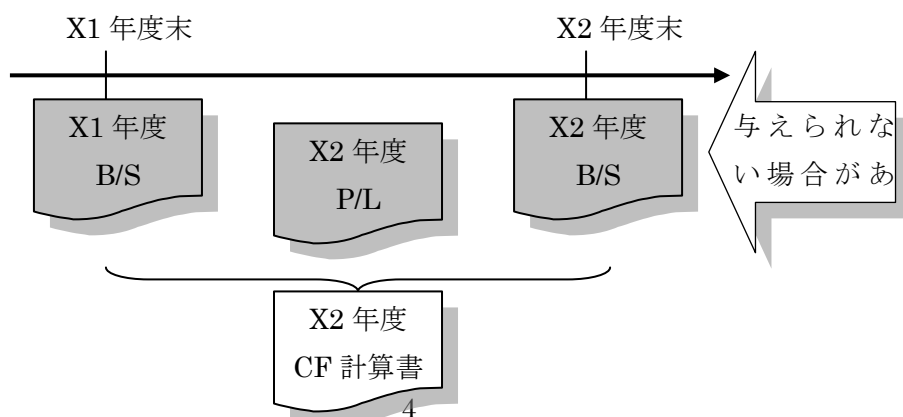 X1 年度末
X2 年度末
X1 年度
B/S
X2 年度
P/L
X2 年度
B/S
与えられな
い場合があ
X2 年度
CF 計算書
4